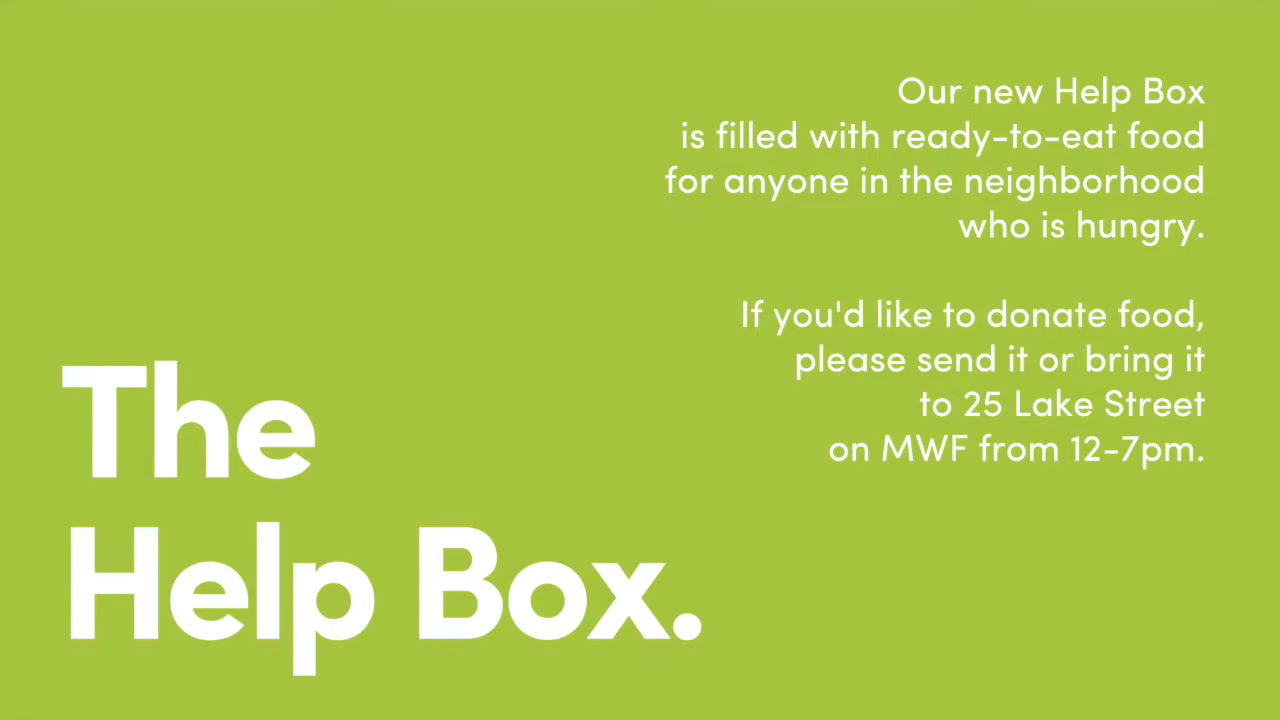 Our new Help Box
is filled with ready-to-eat food
for anyone in the neighborhood
who is hungry.
If you'd like to donate food,
please send it or bring it
to 25 Lake Street
on MWF from 12-7pm.
The
Help Box.